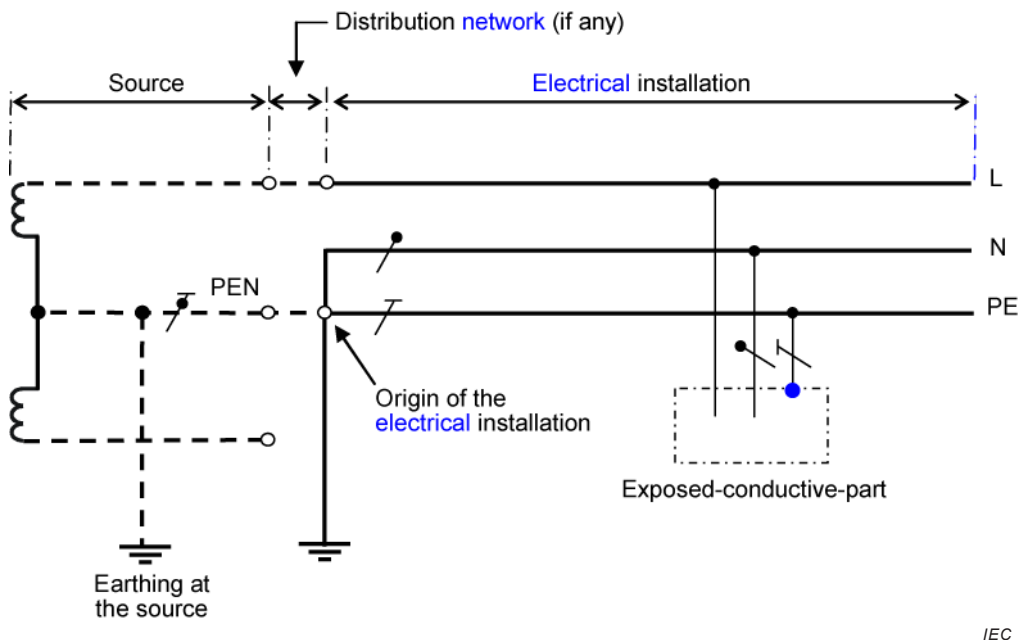 Distribution network (if any)
Source
Electrical installation
L
N
PEN
PE
Origin of the
electrical installation
Exposed-conductive-part
Earthing at
the source
IEC